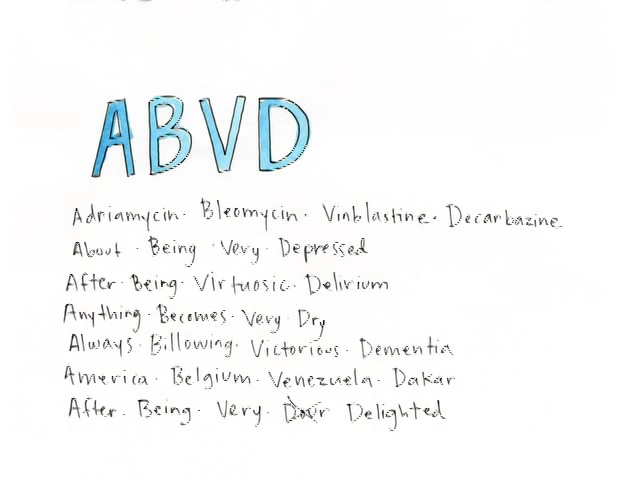 ABVD
Adriamycin · Bleomycin · Vinblastine · Decarbazine
About · Being · Very · Depressed
After · Being · Virtuosic · Delirium
Anything · Becomes · Very · Dry
Always · Billowing · Victorious · Dementia
America · Belgium · Venezuela · Dakar
After · Being · Very · Delighted